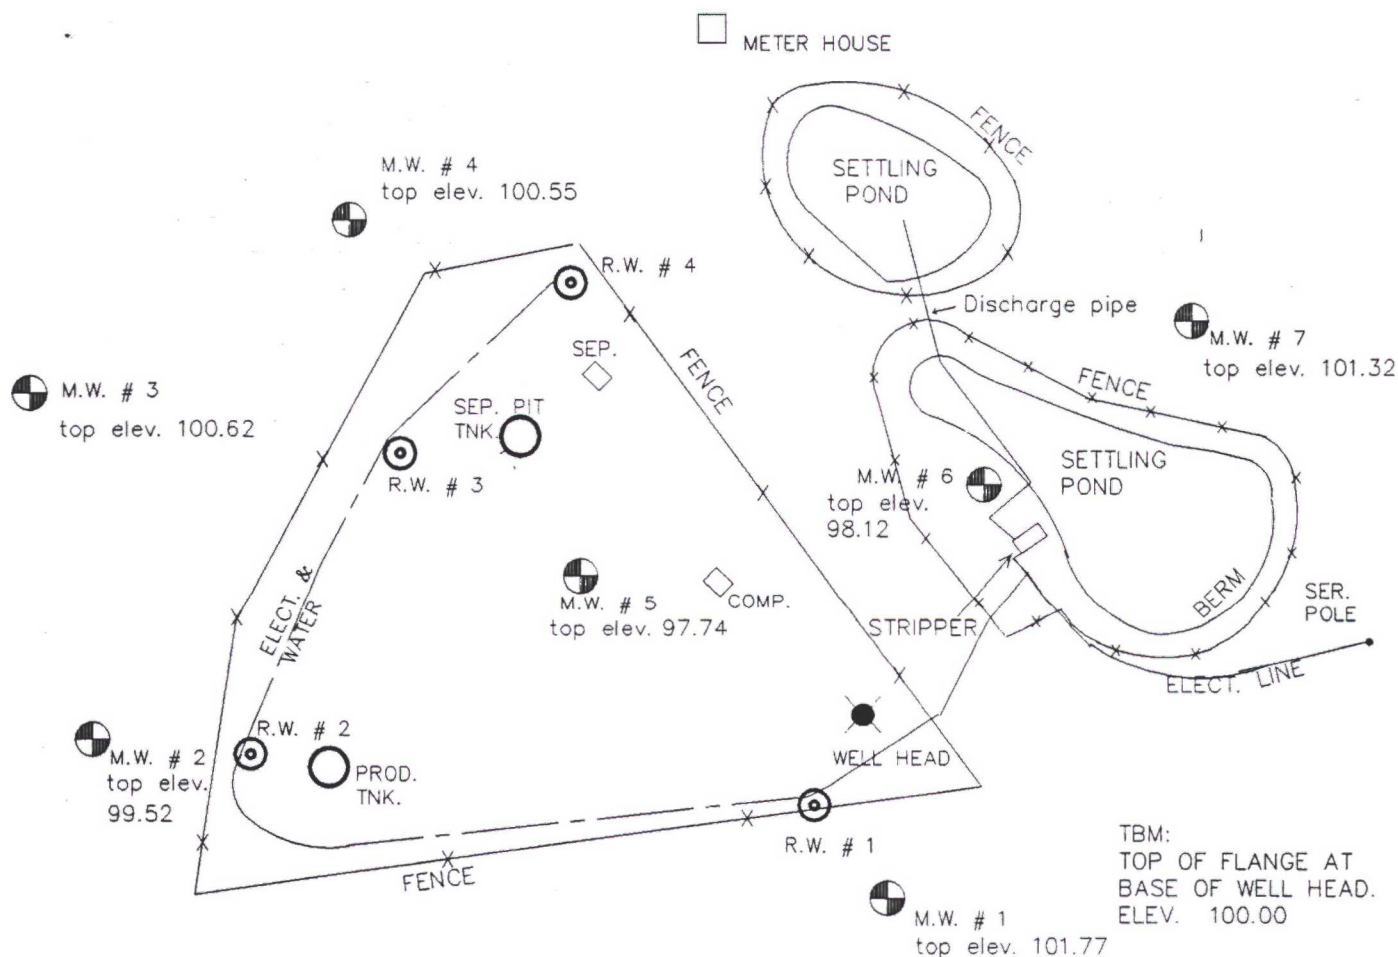 METER HOUSE
FENCE
SETTLING
POND
M.W. # 4
top elev. 100.55
R.W. # 4
Discharge pipe
M.W. # 7
top elev. 101.32
SEP.
FENCE
FENCE
M.W. # 3
top elev. 100.62
SEP. PIT
TNK.
R.W. # 3
SETTLING
POND
M.W. # 6
top elev.
98.12
ELECT. &
WATER
M.W. # 5
top elev. 97.74
COMP.
STRIPPER
BERM
SER.
POLE
ELECT. LINE
R.W. # 2
M.W. # 2
top elev.
99.52
PROD.
TNK.
WELL HEAD
R.W. # 1
FENCE
M.W. # 1
top elev. 101.77
TBM:
TOP OF FLANGE AT
BASE OF WELL HEAD.
ELEV. 100.00